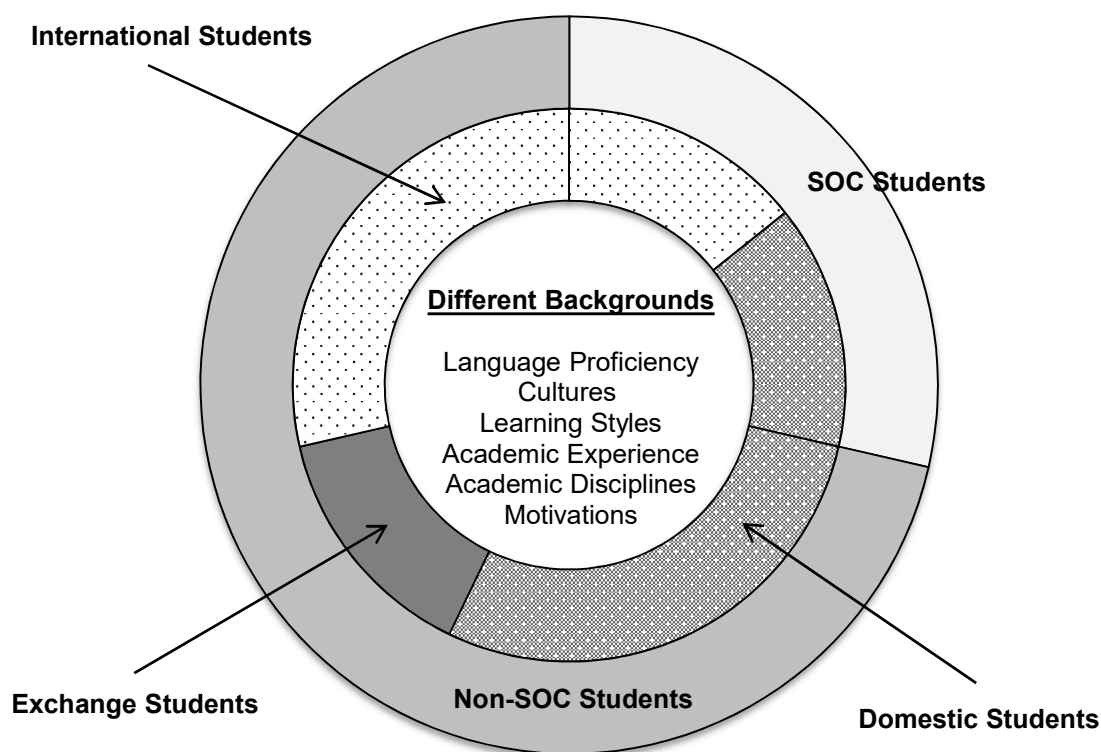 International Students
SOC Students
Different Backgrounds
Language Proficiency
Cultures
Learning Styles
Academic Experience
Academic Disciplines
Motivations
Exchange Students
Non-SOC Students
Domestic Students